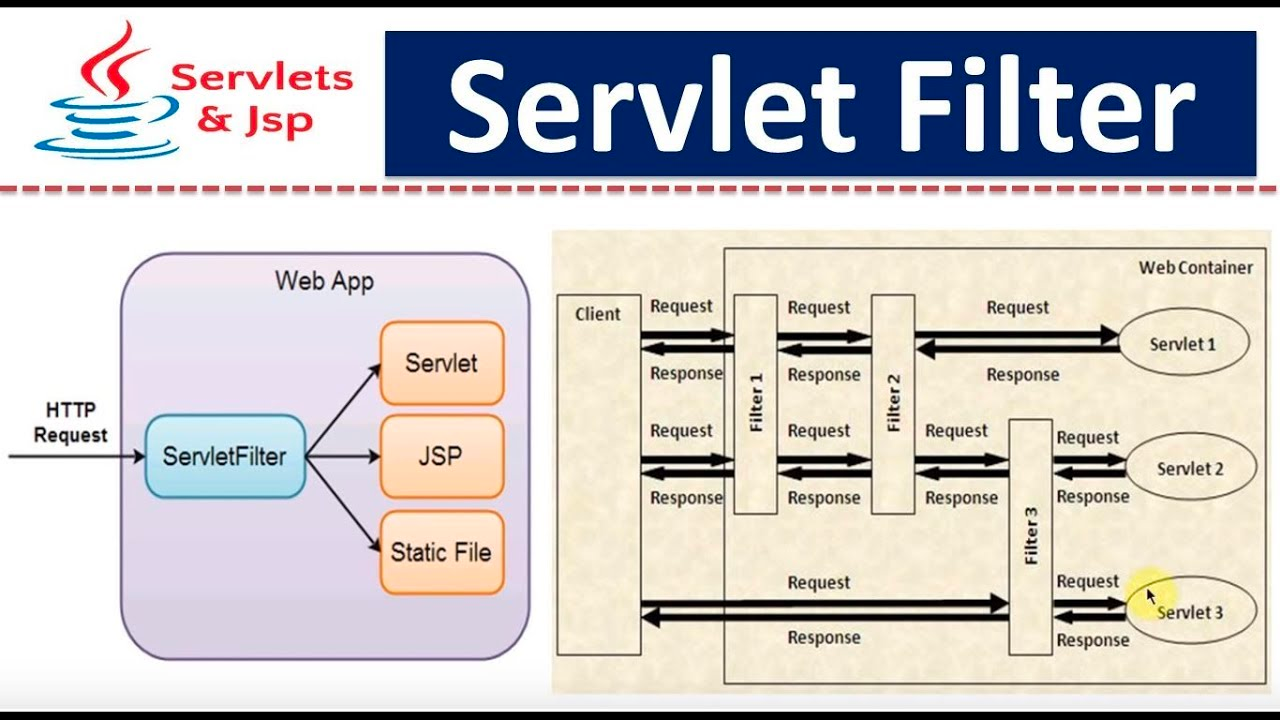 Servlets
& Jsp
Servlet Filter
Web App
HTTP
Request
ServletFilter
Servlet
JSP
Static File
Web Container
Client
Request
Request
Request
Response
Response
Response
Servlet 1
Filter 1
Filter 2
Request
Request
Request
Request
Response
Response
Response
Response
Servlet 2
Filter 3
Request
Response
Request
Response
Servlet 3